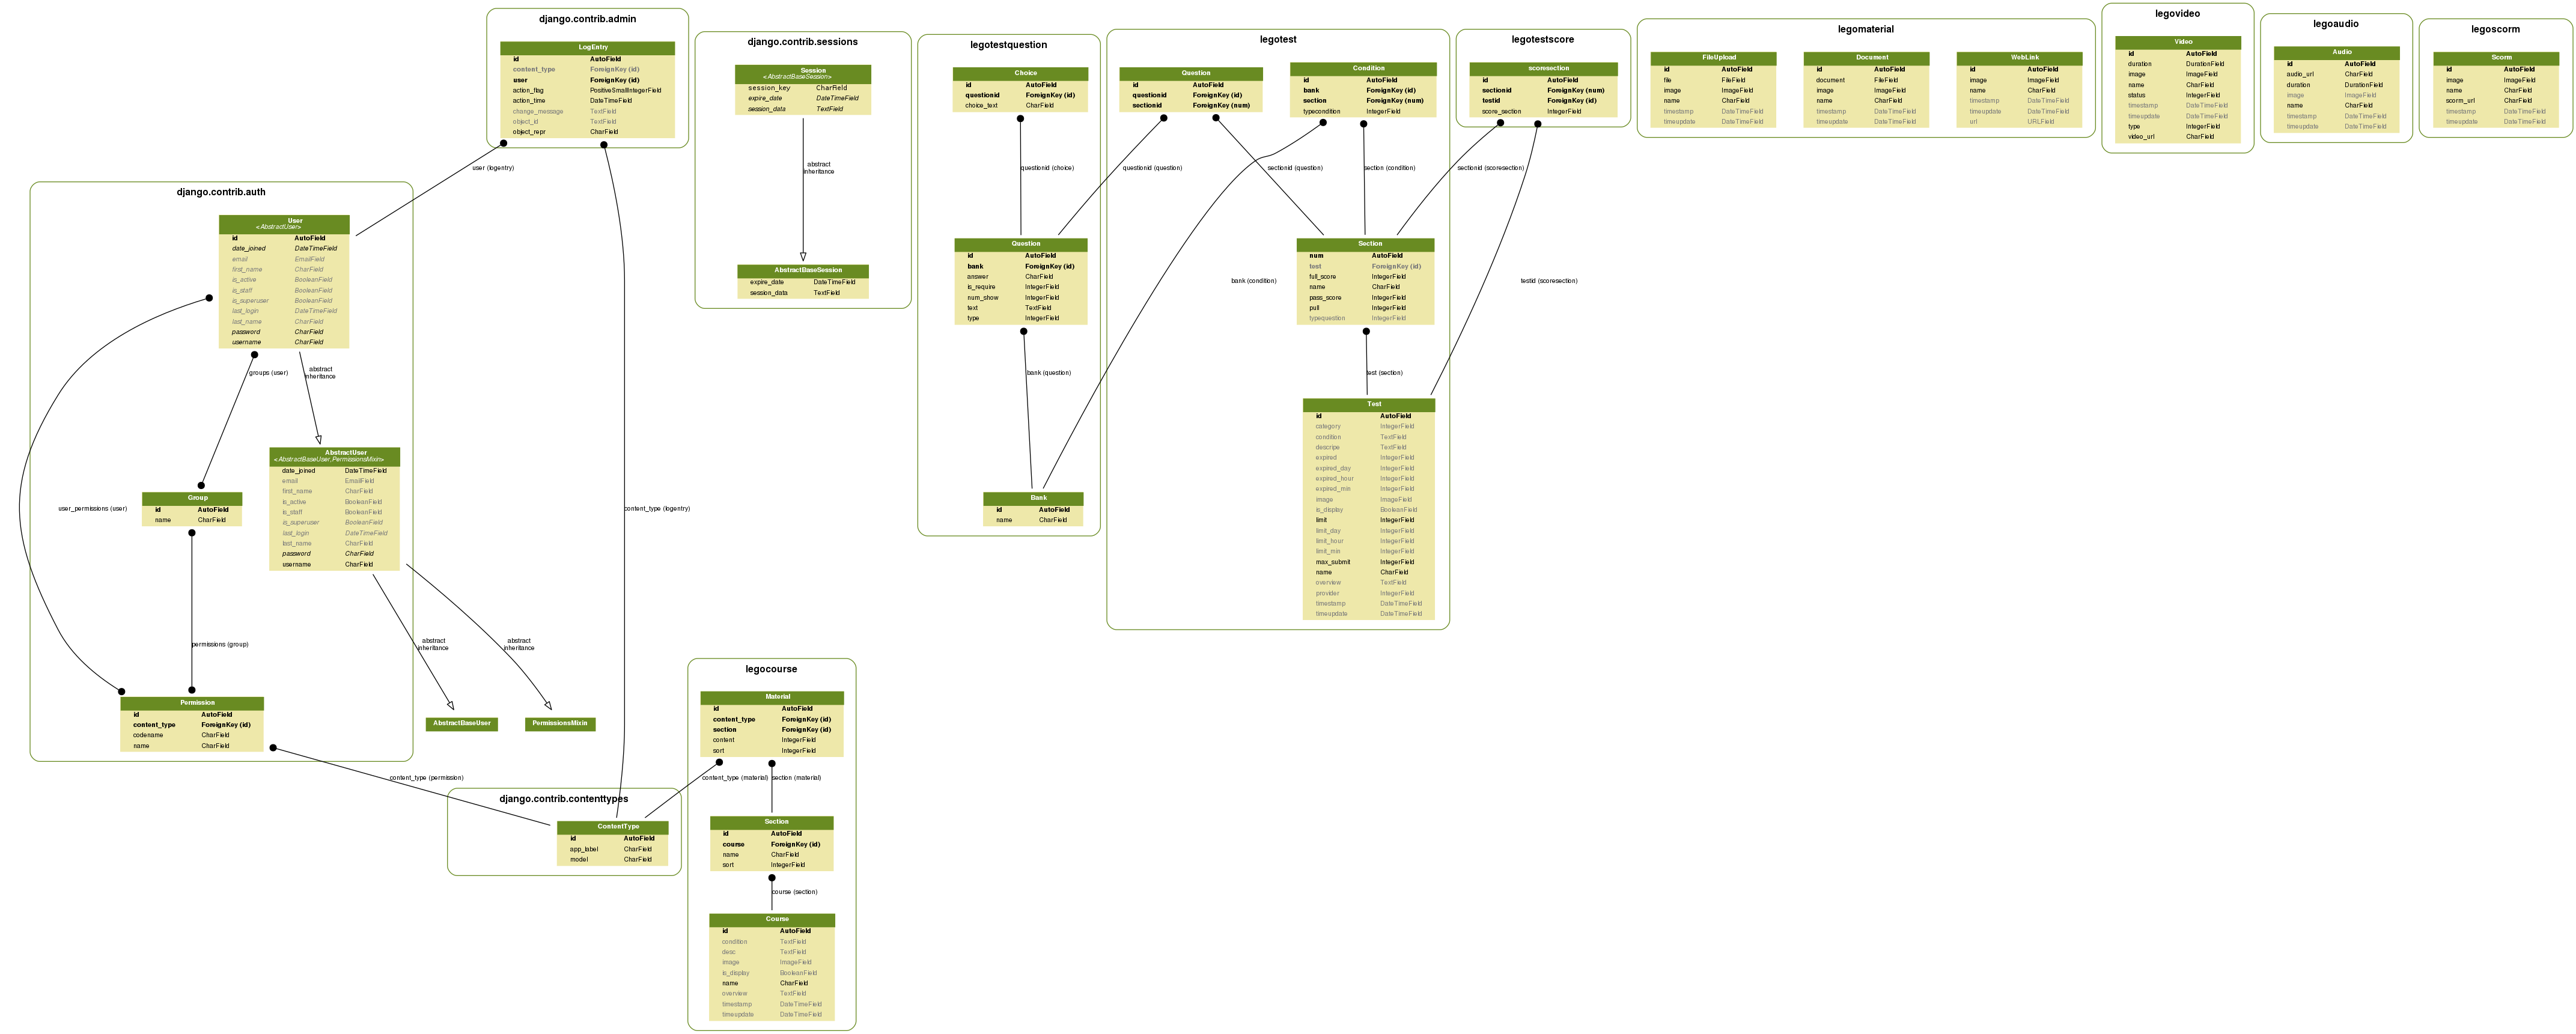 django.contrib.admin
LogEntry
id AutoField
content_type ForeignKey (id)
user ForeignKey (id)
action_flag PositiveSmallIntegerField
action_time DateTimeField
change_message TextField
object_id TextField
object_repr CharField
user (logentry)
content_type (logentry)
django.contrib.auth
User
<AbstractUser>
id AutoField
date_joined DateTimeField
email EmailField
first_name CharField
is_active BooleanField
is_staff BooleanField
is_superuser BooleanField
last_login DateTimeField
last_name CharField
password CharField
username CharField
groups (user)
abstract
inheritance
user_permissions (user)
AbstractUser
<AbstractBaseUser,PermissionsMixin>
date_joined DateTimeField
email EmailField
first_name CharField
is_active BooleanField
is_staff BooleanField
is_superuser BooleanField
last_login DateTimeField
last_name CharField
password CharField
username CharField
Group
id AutoField
name CharField
permissions (group)
abstract
inheritance
abstract
inheritance
Permission
id AutoField
content_type ForeignKey (id)
codename CharField
name CharField
AbstractBaseUser
PermissionsMixin
content_type (permission)
django.contrib.contenttypes
ContentType
id AutoField
app_label CharField
model CharField
django.contrib.sessions
Session
<AbstractBaseSession>
session_key CharField
expire_date DateTimeField
session_data TextField
abstract
inheritance
AbstractBaseSession
expire_date DateTimeField
session_data TextField
legocourse
Material
id AutoField
content_type ForeignKey (id)
section ForeignKey (id)
content IntegerField
sort IntegerField
content_type (material)
section (material)
Section
id AutoField
course ForeignKey (id)
name CharField
sort IntegerField
course (section)
Course
id AutoField
condition TextField
desc TextField
image ImageField
is_display BooleanField
name CharField
overview TextField
timestamp DateTimeField
timeupdate DateTimeField
legotestquestion
Choice
id AutoField
questionid ForeignKey (id)
choice_text CharField
questionid (choice)
Question
id AutoField
bank ForeignKey (id)
answer CharField
is_require IntegerField
num_show IntegerField
text TextField
type IntegerField
bank (question)
Bank
id AutoField
name CharField
legotest
Question
id AutoField
questionid ForeignKey (id)
sectionid ForeignKey (num)
Condition
id AutoField
bank ForeignKey (id)
section ForeignKey (num)
typecondition IntegerField
questionid (question)
sectionid (question)
section (condition)
bank (condition)
Section
num AutoField
test ForeignKey (id)
full_score IntegerField
name CharField
pass_score IntegerField
pull IntegerField
typequestion IntegerField
test (section)
Test
id AutoField
category IntegerField
condition TextField
descripe TextField
expired IntegerField
expired_day IntegerField
expired_hour IntegerField
expired_min IntegerField
image ImageField
is_display BooleanField
limit IntegerField
limit_day IntegerField
limit_hour IntegerField
limit_min IntegerField
max_submit IntegerField
name CharField
overview TextField
provider IntegerField
timestamp DateTimeField
timeupdate DateTimeField
legotestscore
scoresection
id AutoField
sectionid ForeignKey (num)
testid ForeignKey (id)
score_section IntegerField
sectionid (scoresection)
testid (scoresection)
legomaterial
FileUpload
id AutoField
file FileField
image ImageField
name CharField
timestamp DateTimeField
timeupdate DateTimeField
Document
id AutoField
document FileField
image ImageField
name CharField
timestamp DateTimeField
timeupdate DateTimeField
WebLink
id AutoField
image ImageField
name CharField
timestamp DateTimeField
timeupdate DateTimeField
url URLField
legovideo
Video
id AutoField
duration DurationField
image ImageField
name CharField
status IntegerField
timestamp DateTimeField
timeupdate DateTimeField
type IntegerField
video_url CharField
legoaudio
Audio
id AutoField
audio_url CharField
duration DurationField
image ImageField
name CharField
timestamp DateTimeField
timeupdate DateTimeField
legoscorm
Scorm
id AutoField
image ImageField
name CharField
scorm_url CharField
timestamp DateTimeField
timeupdate DateTimeField